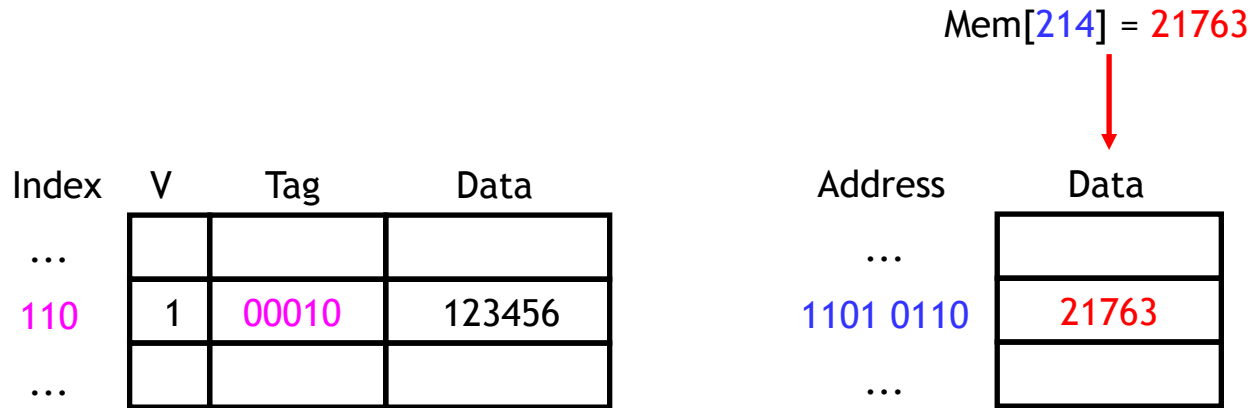 Mem[214] = 21763
Index V Tag Data Address Data
... ...
110 1 00010 123456 1101 0110 21763
... ...